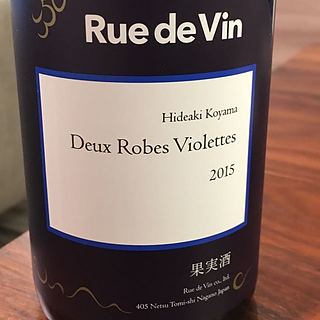 Rue de Vin
Hideaki Koyama
Deux Robes Violettes
2015
果実酒
Rue de Vin co., ltd.
405 Netsu Tomi-shi Nagano Japan